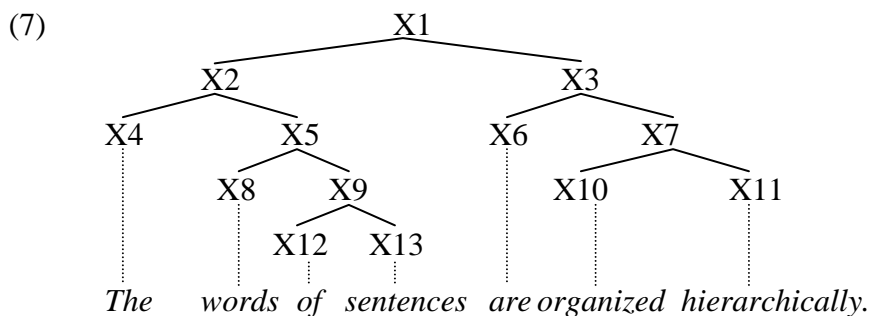 (7) X1
X2 X3
X4 X5 X6 X7
X8 X9 X10 X11
X12 X13
The words of sentences are organized hierarchically.